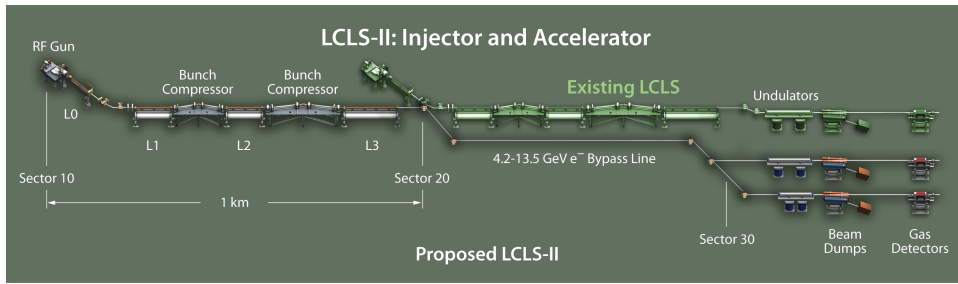 LCLS-II: Injector and Accelerator
RF Gun
Bunch
Compressor
Bunch
Compressor
Existing LCLS
Undulators
L0
L1
L2
L3
4.2-13.5 GeV e⁻ Bypass Line
Sector 10
Sector 20
1 km
Sector 30
Beam
Dumps
Gas
Detectors
Proposed LCLS-II